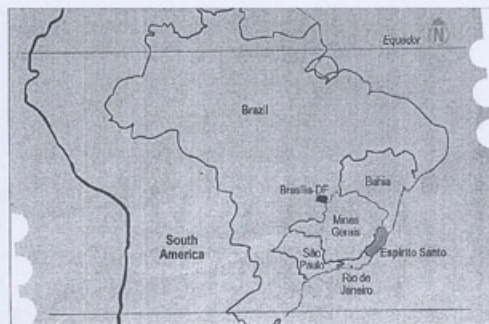 Equador
N
Brazil
Bahia
Brasília-DF
Minas
Gerais
South
America
São
Paulo
Espírito Santo
Rio de
Janeiro